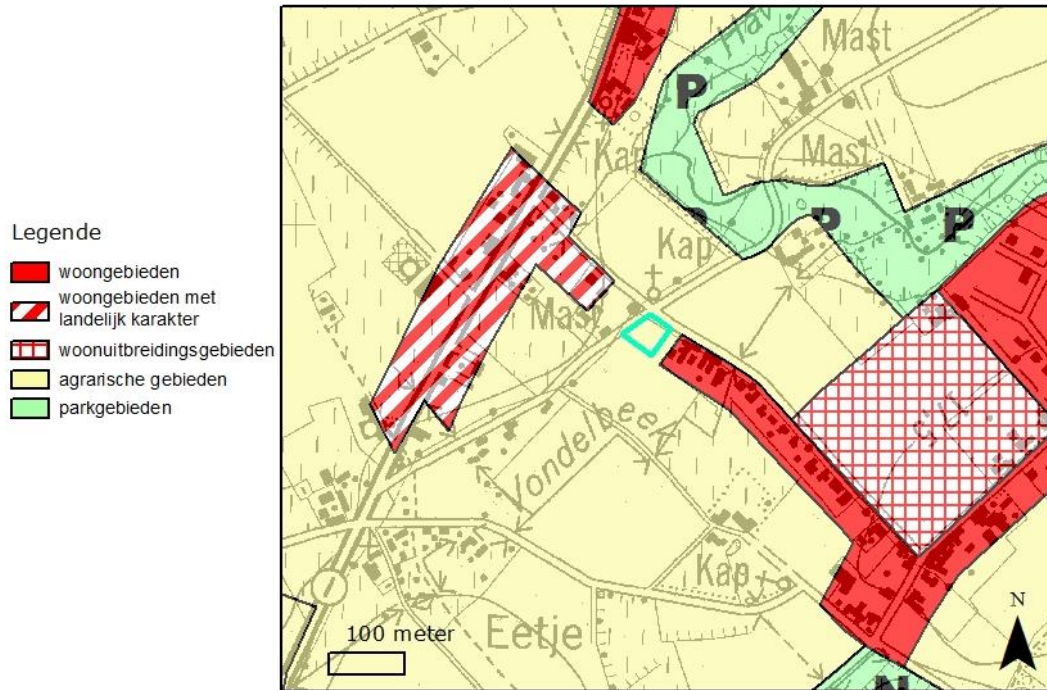 Legende
woongebieden
woongebieden met
landelijk karakter
woonuitbreidingsgebieden
agrarische gebieden
parkgebieden
Mast
P
Mast
Kap
P
P
Kap
Mast
Vondelbeek
Kap
Eetje
100 meter
N